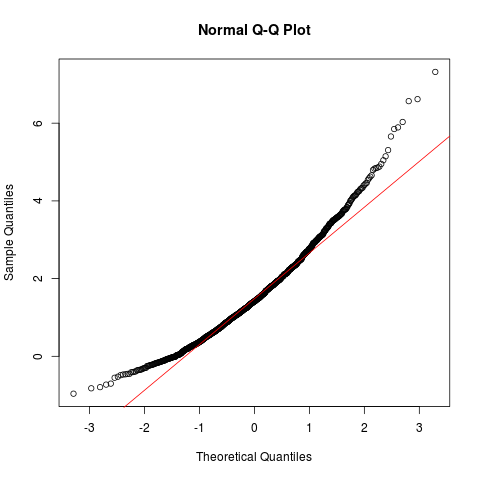 Normal Q-Q Plot
6
4
2
0
Sample Quantiles
-3 -2 -1 0 1 2 3
Theoretical Quantiles